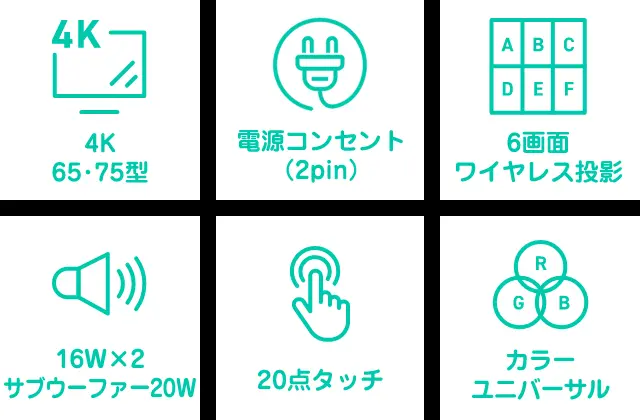 4K
4K
65･75型
電源コンセント
（2pin）
A B C
D E F
6画面
ワイヤレス投影
16W×2
サブウーファー20W
20点タッチ
R
G B
カラー
ユニバーサル